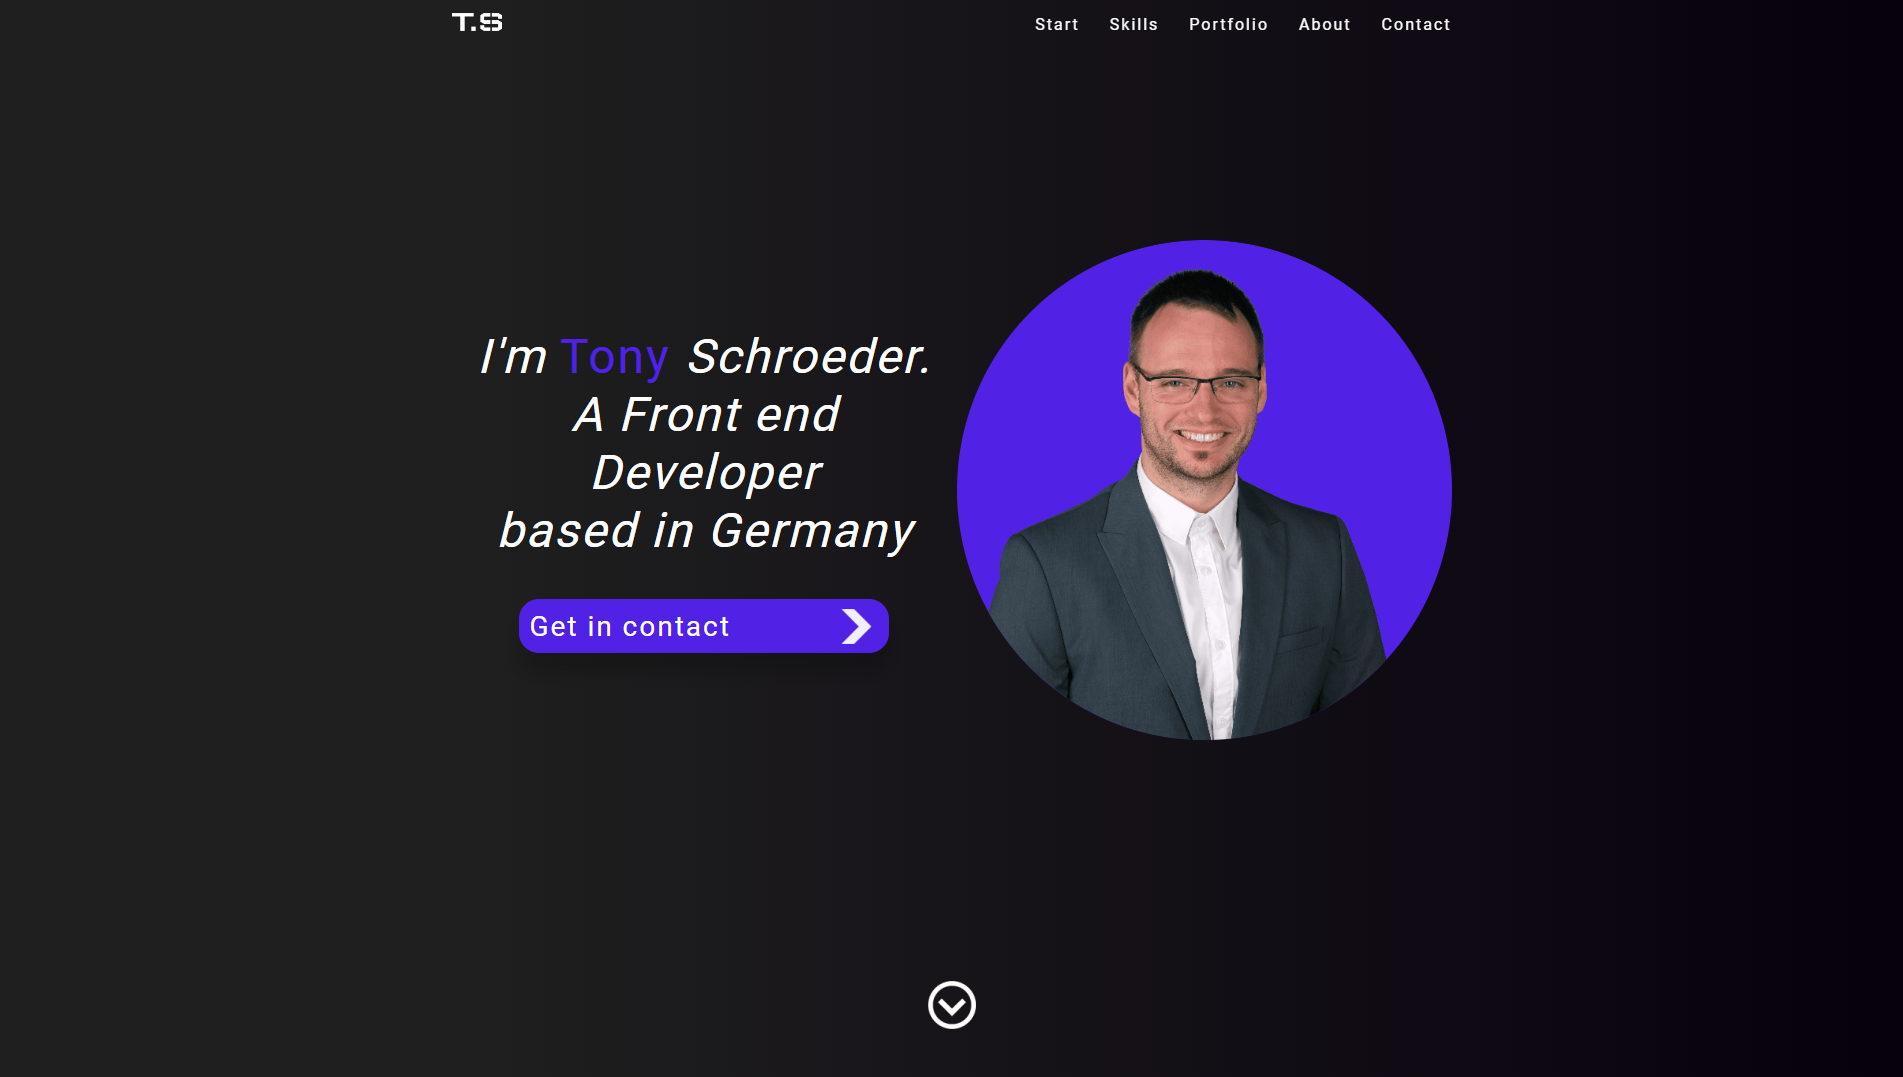 T.S
Start Skills Portfolio About Contact
I'm Tony Schroeder.
A Front end
Developer
based in Germany
Get in contact